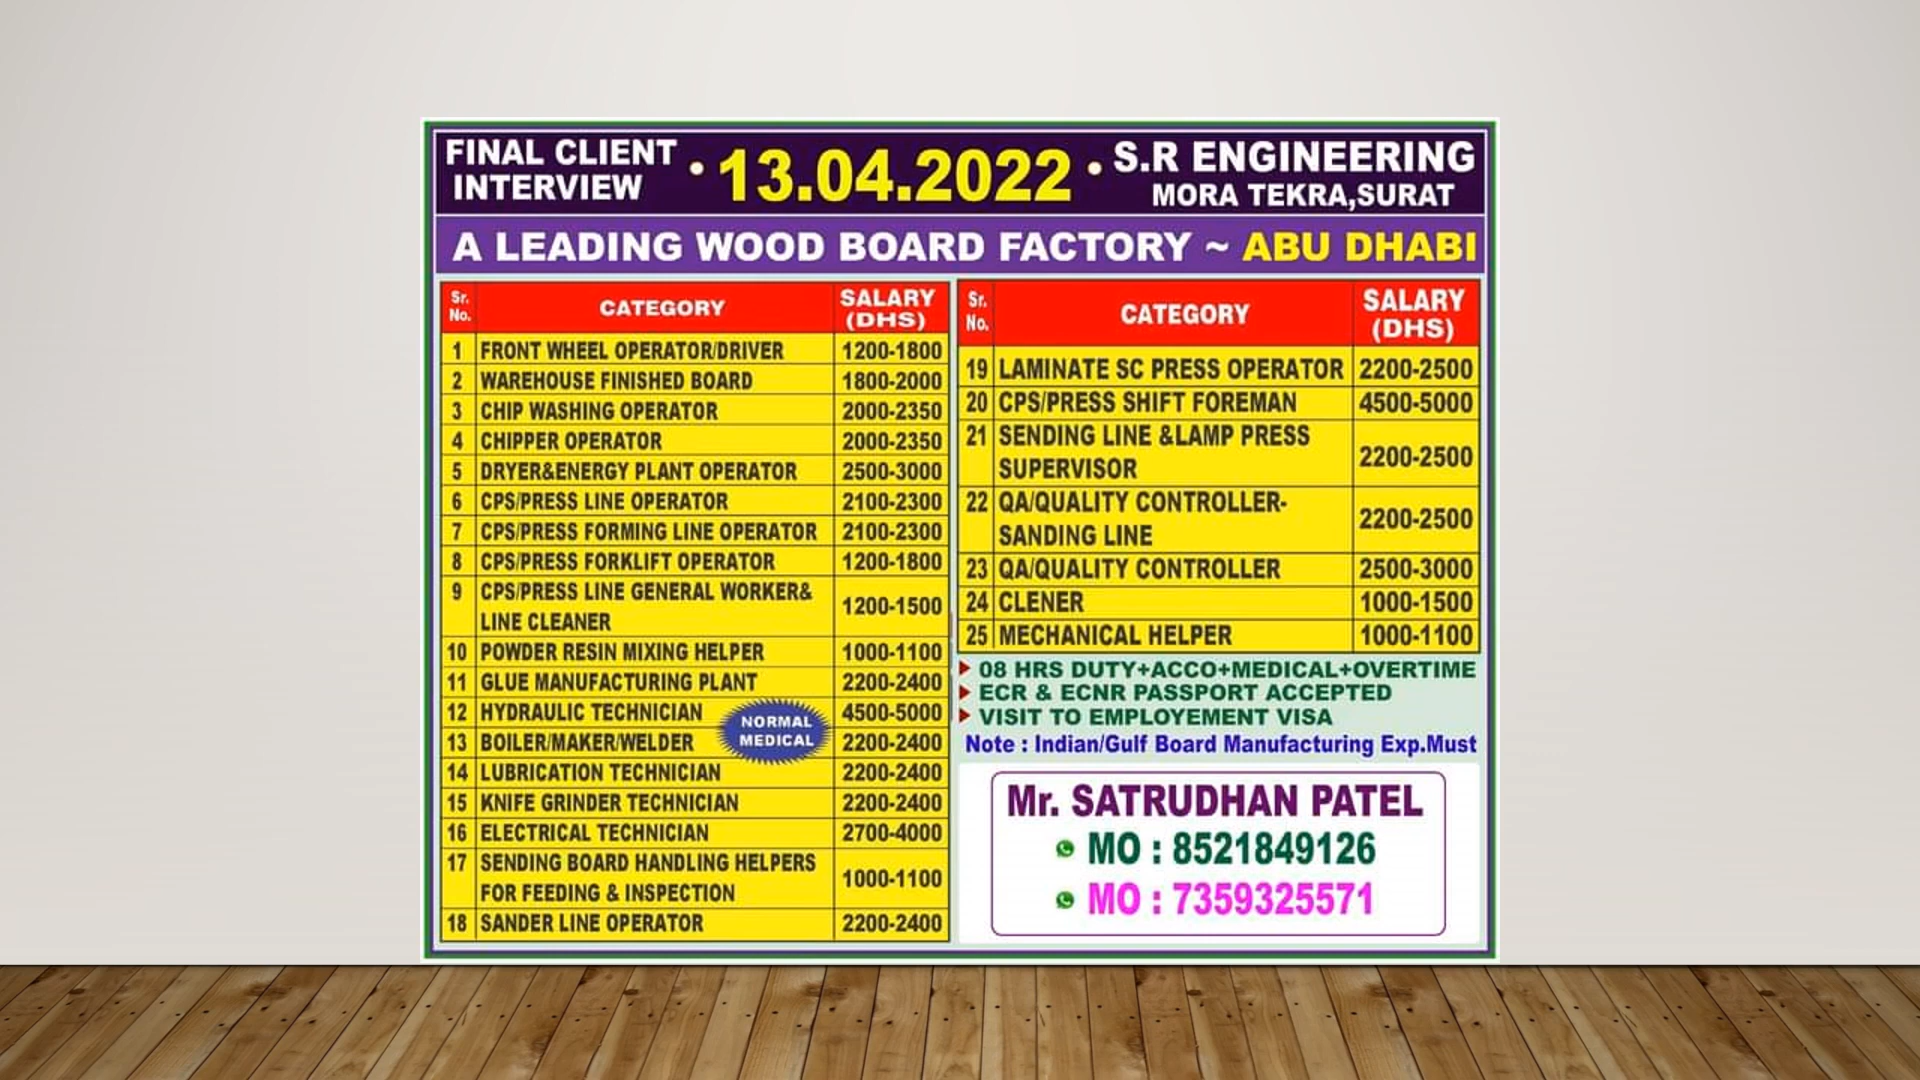 FINAL CLIENT
INTERVIEW
• 13.04.2022 •
S.R ENGINEERING
MORA TEKRA,SURAT
A LEADING WOOD BOARD FACTORY ~ ABU DHABI
Sr. No. CATEGORY SALARY (DHS)
1 FRONT WHEEL OPERATOR/DRIVER 1200-1800
2 WAREHOUSE FINISHED BOARD 1800-2000
3 CHIP WASHING OPERATOR 2000-2350
4 CHIPPER OPERATOR 2000-2350
5 DRYER&ENERGY PLANT OPERATOR 2500-3000
6 CPS/PRESS LINE OPERATOR 2100-2300
7 CPS/PRESS FORMING LINE OPERATOR 2100-2300
8 CPS/PRESS FORKLIFT OPERATOR 1200-1800
9 CPS/PRESS LINE GENERAL WORKER&
LINE CLEANER 1200-1500
10 POWDER RESIN MIXING HELPER 1000-1100
11 GLUE MANUFACTURING PLANT 2200-2400
12 HYDRAULIC TECHNICIAN 4500-5000
13 BOILER/MAKER/WELDER 2200-2400
NORMAL
MEDICAL
14 LUBRICATION TECHNICIAN 2200-2400
15 KNIFE GRINDER TECHNICIAN 2200-2400
16 ELECTRICAL TECHNICIAN 2700-4000
17 SENDING BOARD HANDLING HELPERS
FOR FEEDING & INSPECTION 1000-1100
18 SANDER LINE OPERATOR 2200-2400
Sr. No. CATEGORY SALARY (DHS)
19 LAMINATE SC PRESS OPERATOR 2200-2500
20 CPS/PRESS SHIFT FOREMAN 4500-5000
21 SENDING LINE &LAMP PRESS
SUPERVISOR 2200-2500
22 QA/QUALITY CONTROLLER-
SANDING LINE 2200-2500
23 QA/QUALITY CONTROLLER 2500-3000
24 CLENER 1000-1500
25 MECHANICAL HELPER 1000-1100
08 HRS DUTY+ACCO+MEDICAL+OVERTIME
ECR & ECNR PASSPORT ACCEPTED
VISIT TO EMPLOYEMENT VISA
Note : Indian/Gulf Board Manufacturing Exp.Must
Mr. SATRUDHAN PATEL
MO : 8521849126
MO : 7359325571